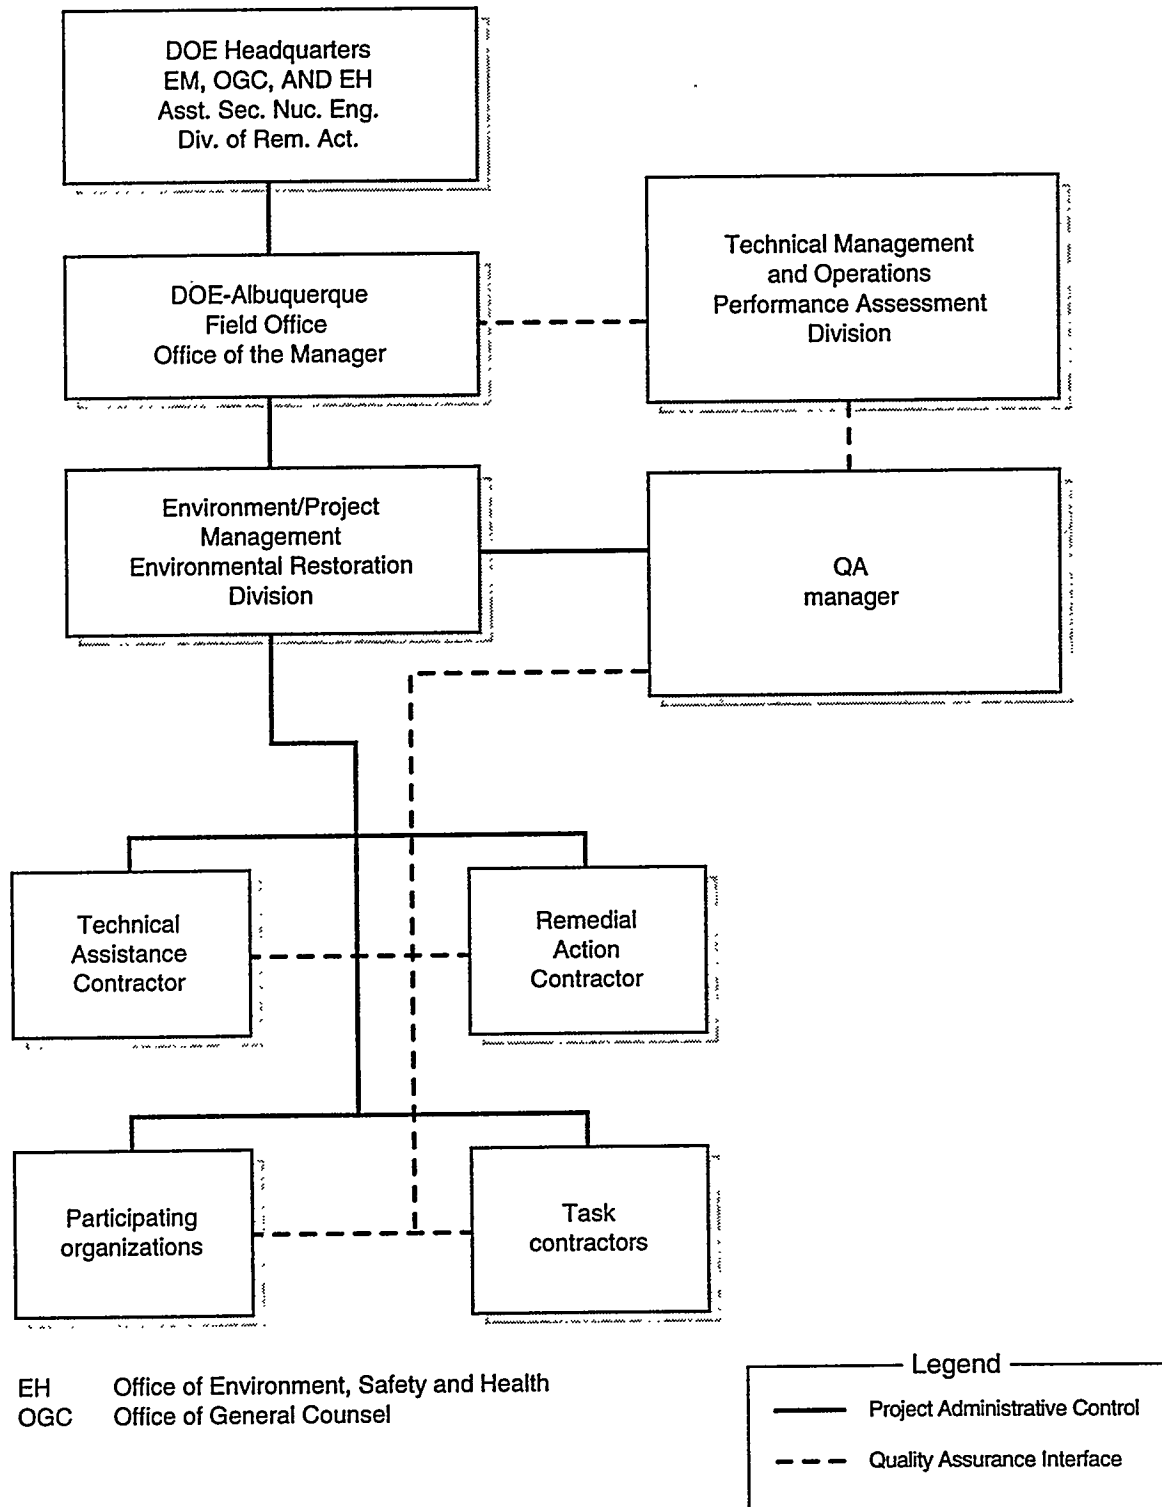 DOE Headquarters
EM, OGC, AND EH
Asst. Sec. Nuc. Eng.
Div. of Rem. Act.
DOE-Albuquerque
Field Office
Office of the Manager
Technical Management
and Operations
Performance Assessment
Division
Environment/Project
Management
Environmental Restoration
Division
QA
manager
Technical
Assistance
Contractor
Remedial
Action
Contractor
Participating
organizations
Task
contractors
EH Office of Environment, Safety and Health
OGC Office of General Counsel
Legend
Project Administrative Control
Quality Assurance Interface